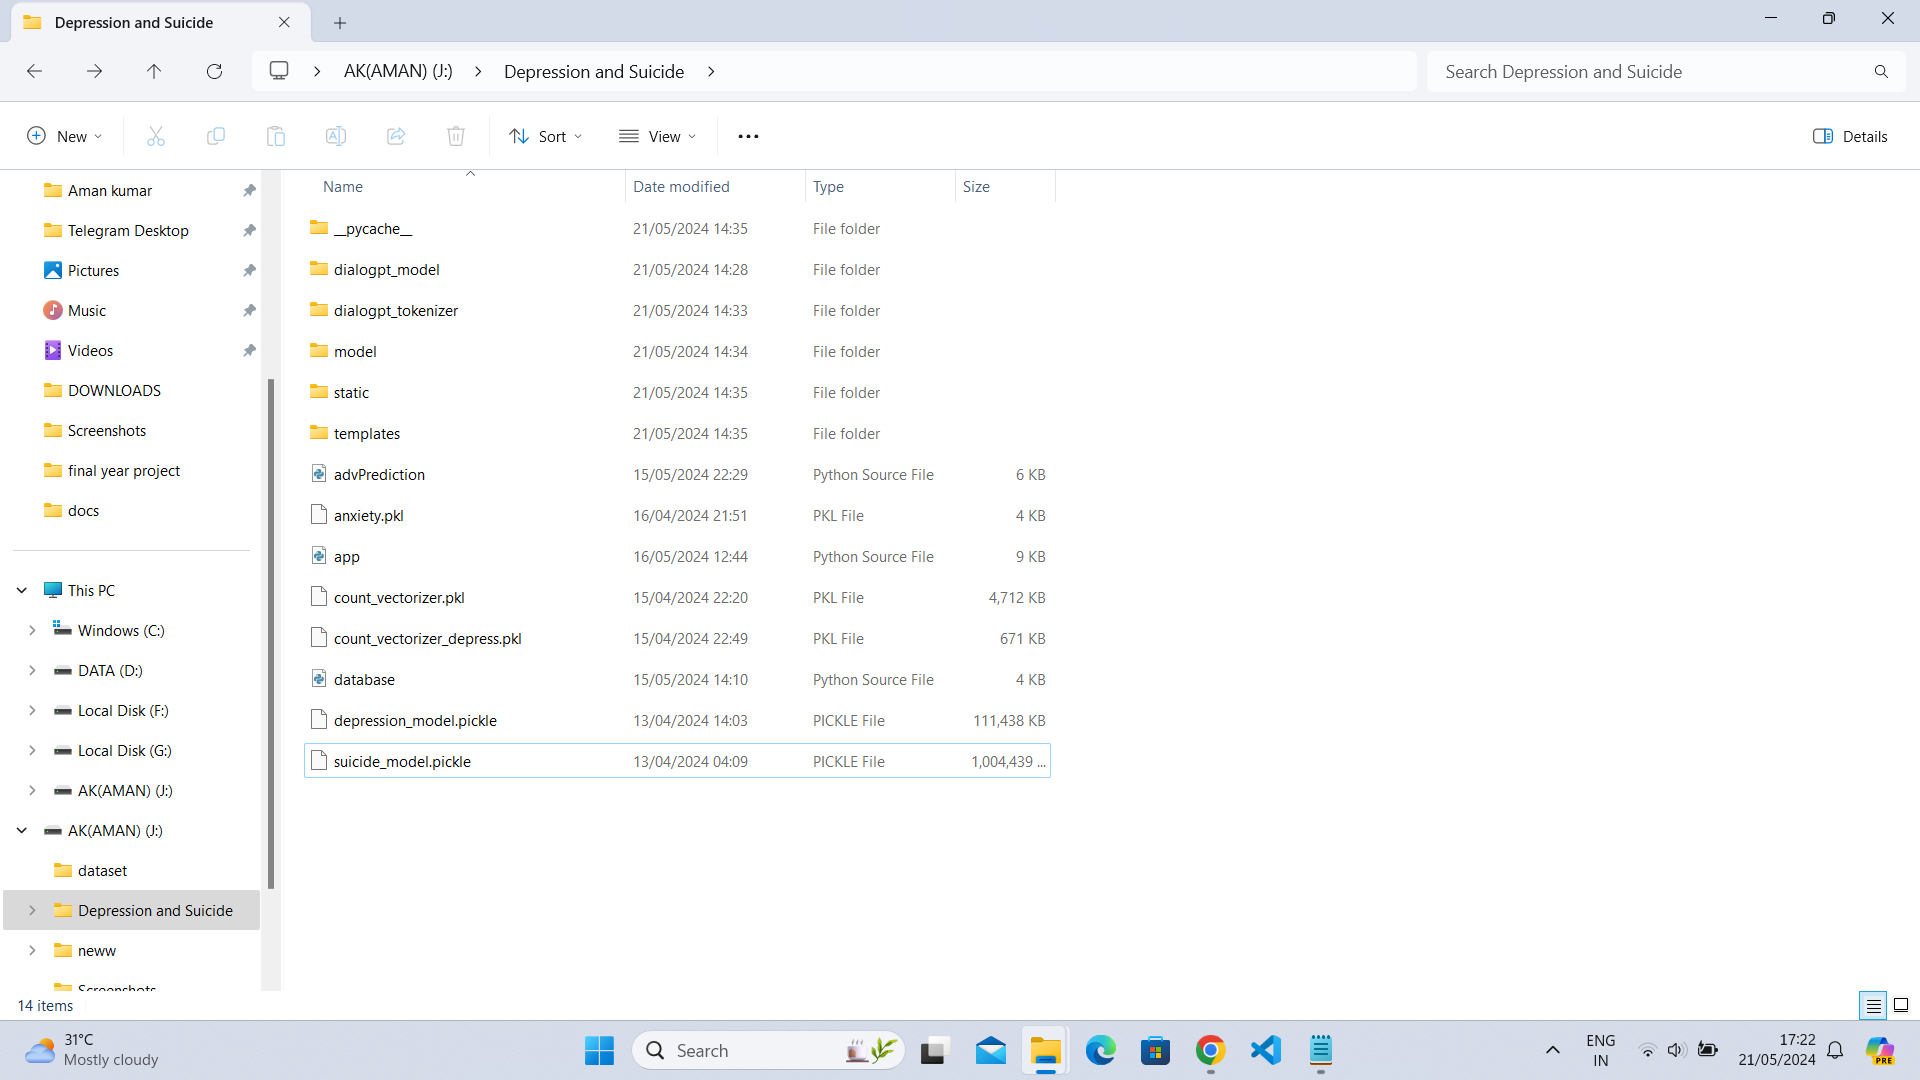 Depression and Suicide
AK(AMAN) (J:) Depression and Suicide
Search Depression and Suicide
New Sort View Details
Aman kumar
Telegram Desktop
Pictures
Music
Videos
DOWNLOADS
Screenshots
final year project
docs
This PC
Windows (C:)
DATA (D:)
Local Disk (F:)
Local Disk (G:)
AK(AMAN) (J:)
AK(AMAN) (J:)
dataset
Depression and Suicide
neww
Screenshots
Name Date modified Type Size
__pycache__ 21/05/2024 14:35 File folder
dialogpt_model 21/05/2024 14:28 File folder
dialogpt_tokenizer 21/05/2024 14:33 File folder
model 21/05/2024 14:34 File folder
static 21/05/2024 14:35 File folder
templates 21/05/2024 14:35 File folder
advPrediction 15/05/2024 22:29 Python Source File 6 KB
anxiety.pkl 16/04/2024 21:51 PKL File 4 KB
app 16/05/2024 12:44 Python Source File 9 KB
count_vectorizer.pkl 15/04/2024 22:20 PKL File 4,712 KB
count_vectorizer_depress.pkl 15/04/2024 22:49 PKL File 671 KB
database 15/05/2024 14:10 Python Source File 4 KB
depression_model.pickle 13/04/2024 14:03 PICKLE File 111,438 KB
suicide_model.pickle 13/04/2024 04:09 PICKLE File 1,004,439 ...
14 items
31°C
Mostly cloudy
Search
ENG
IN
17:22
21/05/2024
PRE